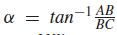 α = tan⁻¹ AB/BC